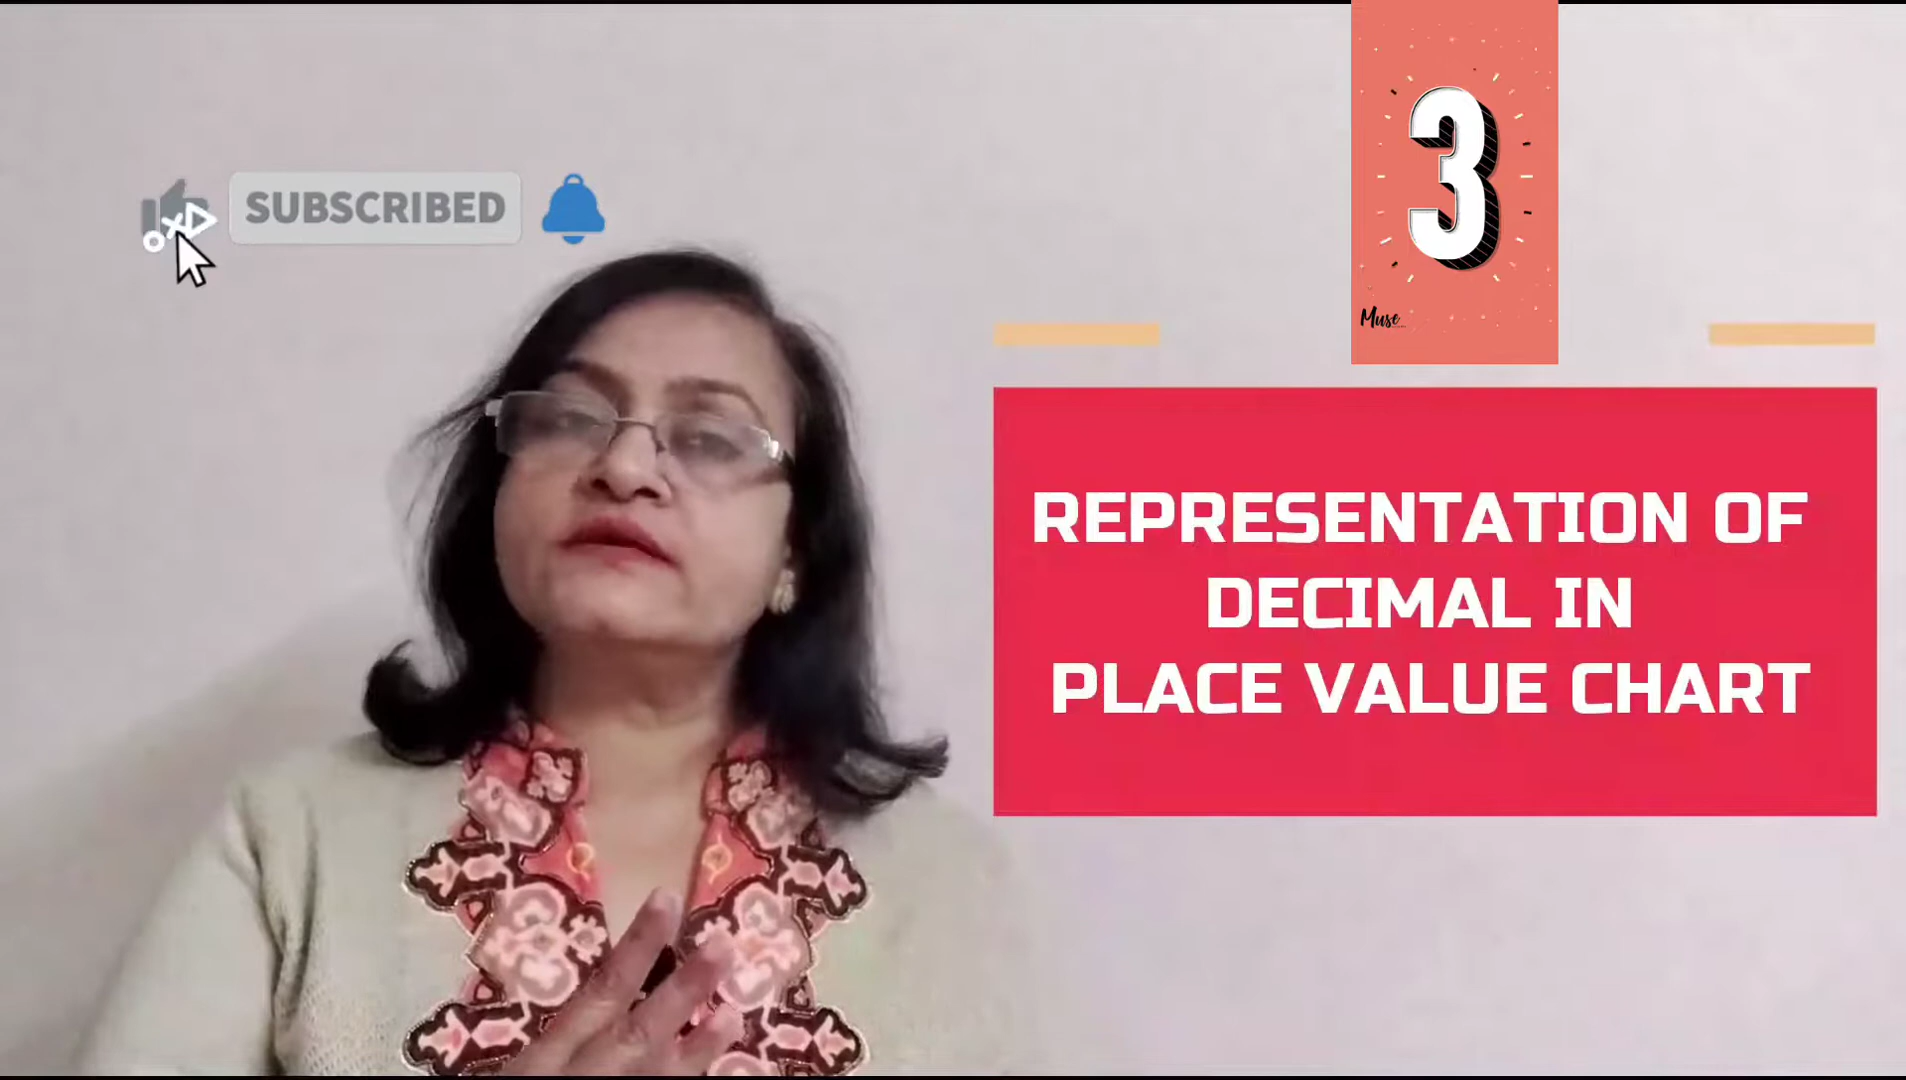 3
Muse
SUBSCRIBED
REPRESENTATION OF
DECIMAL IN
PLACE VALUE CHART